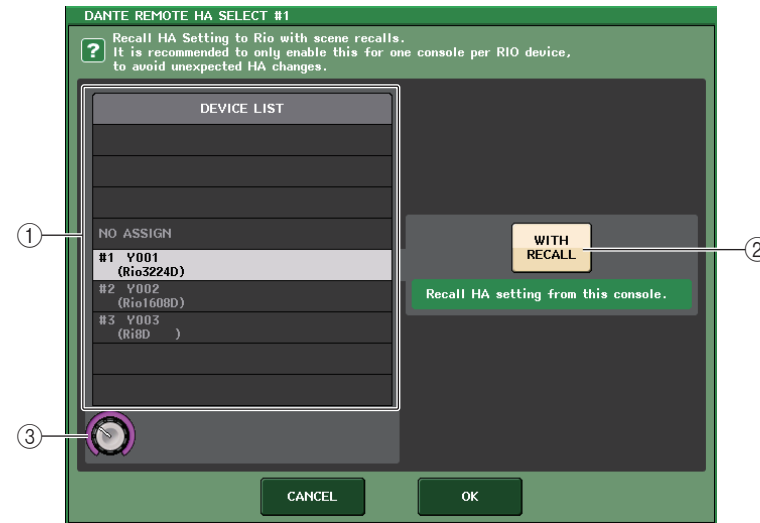 DANTE REMOTE HA SELECT #1
?
Recall HA Setting to Rio with scene recalls.
It is recommended to only enable this for one console per RIO device,
to avoid unexpected HA changes.
DEVICE LIST
NO ASSIGN
#1 Y001
(Rio3224D)
#2 Y002
(Rio1608D)
#3 Y003
(Ri8D )
WITH
RECALL
Recall HA setting from this console.
①
②
③
CANCEL
OK